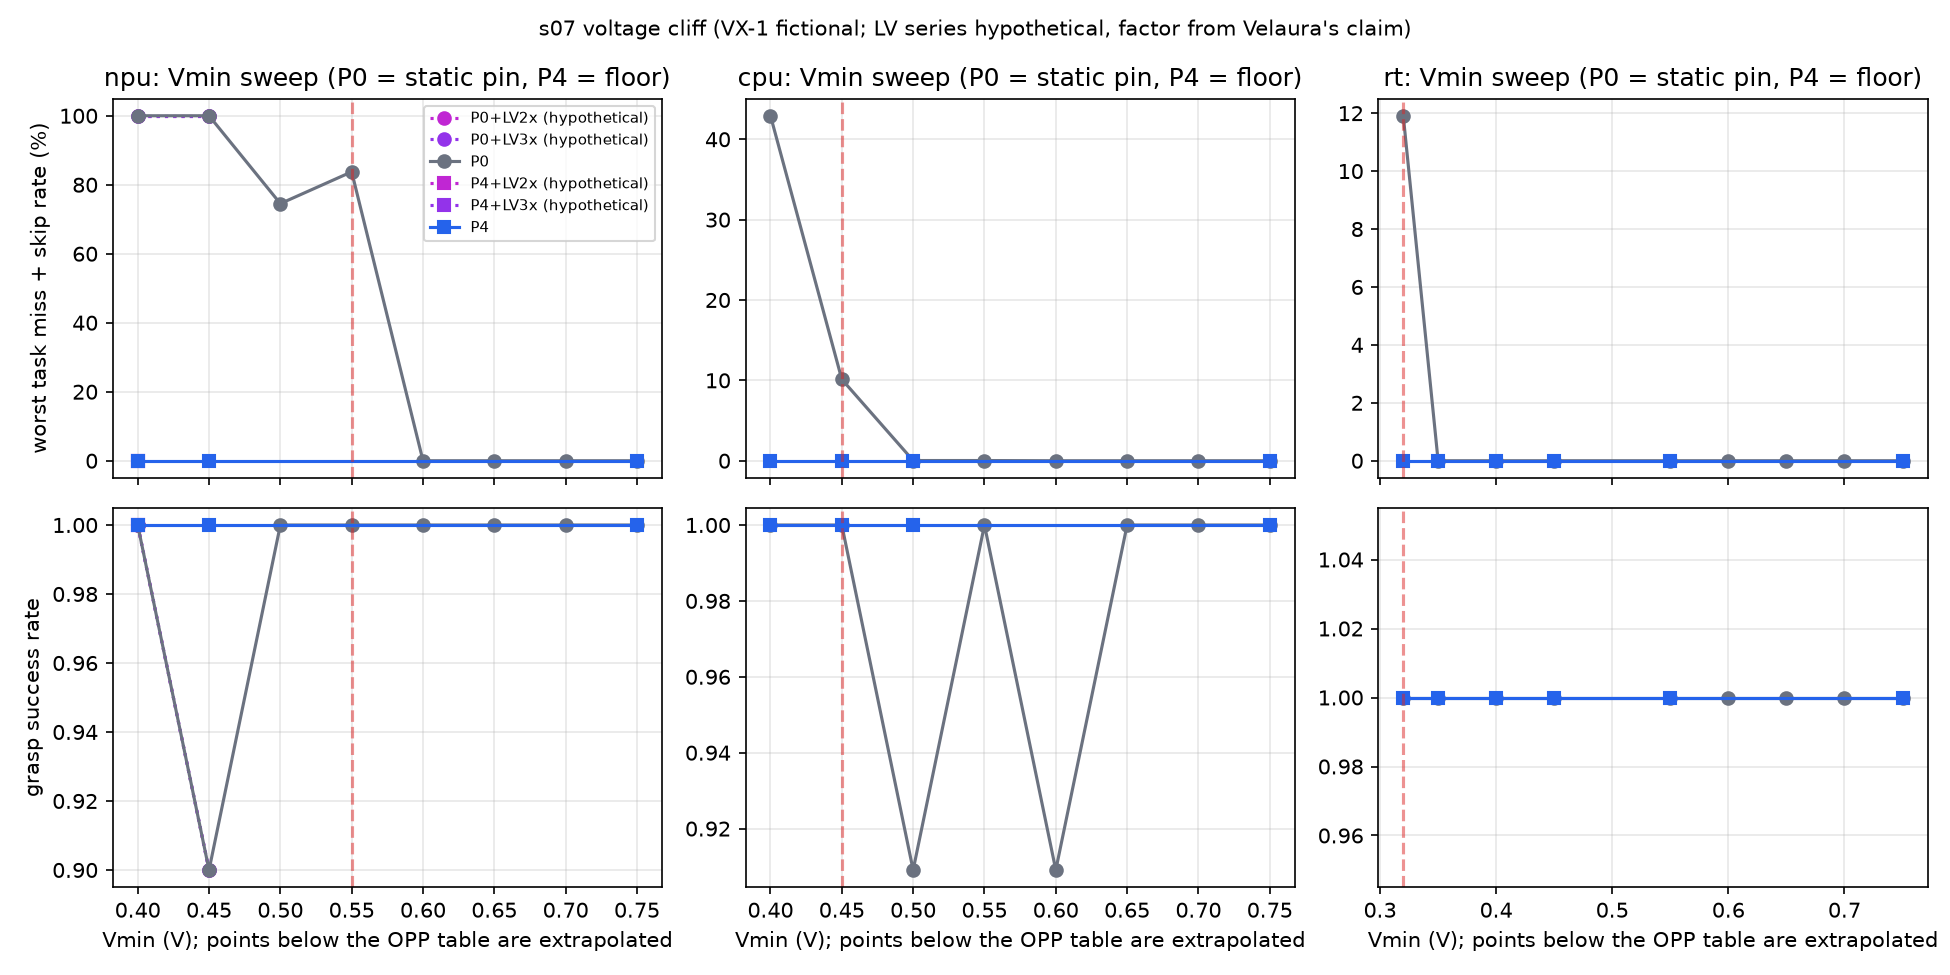 s07 voltage cliff (VX-1 fictional; LV series hypothetical, factor from Velaura's claim)
npu: Vmin sweep (P0 = static pin, P4 = floor)
cpu: Vmin sweep (P0 = static pin, P4 = floor)
rt: Vmin sweep (P0 = static pin, P4 = floor)
worst task miss + skip rate (%)
100
80
60
40
20
0
P0+LV2x (hypothetical)
P0+LV3x (hypothetical)
P0
P4+LV2x (hypothetical)
P4+LV3x (hypothetical)
P4
40
30
20
10
0
12
10
8
6
4
2
0
grasp success rate
1.00
0.98
0.96
0.94
0.92
0.90
0.40 0.45 0.50 0.55 0.60 0.65 0.70 0.75
Vmin (V); points below the OPP table are extrapolated
1.00
0.98
0.96
0.94
0.92
0.40 0.45 0.50 0.55 0.60 0.65 0.70 0.75
Vmin (V); points below the OPP table are extrapolated
1.04
1.02
1.00
0.98
0.96
0.3 0.4 0.5 0.6 0.7
Vmin (V); points below the OPP table are extrapolated